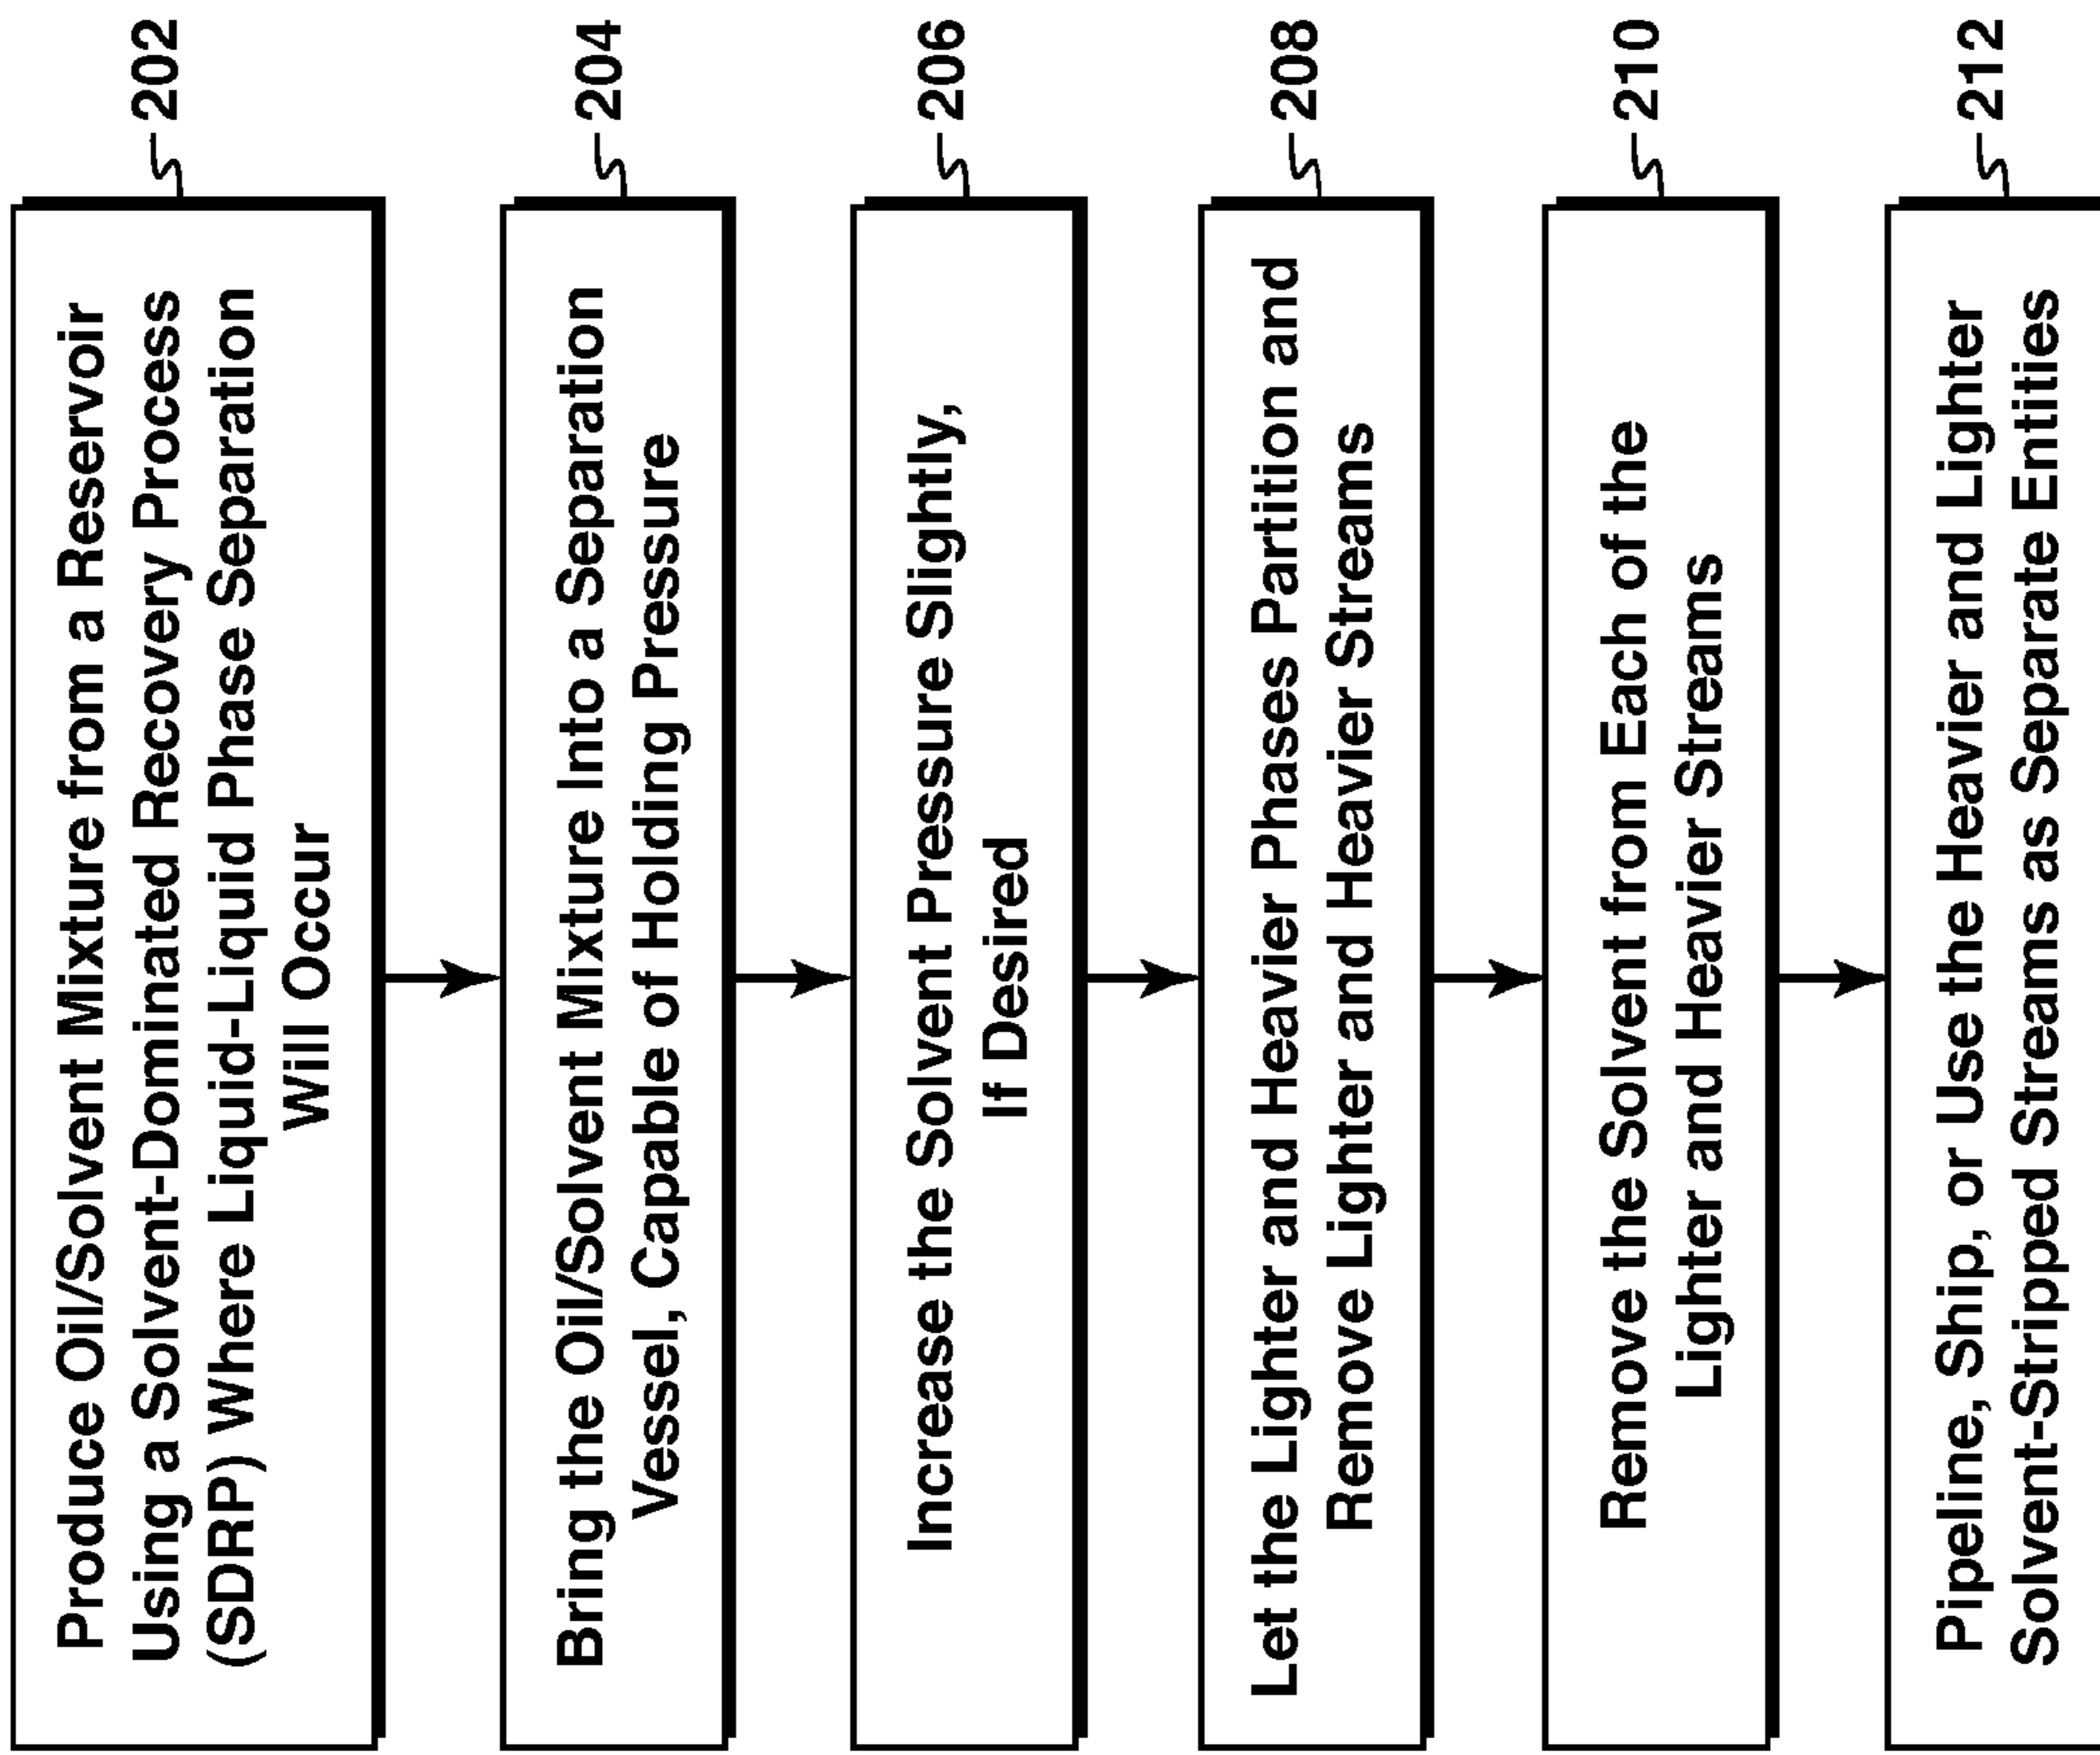 Produce Oil/Solvent Mixture from a Reservoir
Using a Solvent-Dominated Recovery Process
(SDRP) Where Liquid-Liquid Phase Separation
Will Occur
202
Bring the Oil/Solvent Mixture Into a Separation
Vessel, Capable of Holding Pressure
204
Increase the Solvent Pressure Slightly,
If Desired
206
Let the Lighter and Heavier Phases Partition and
Remove Lighter and Heavier Streams
208
Remove the Solvent from Each of the
Lighter and Heavier Streams
210
Pipeline, Ship, or Use the Heavier and Lighter
Solvent-Stripped Streams as Separate Entities
212